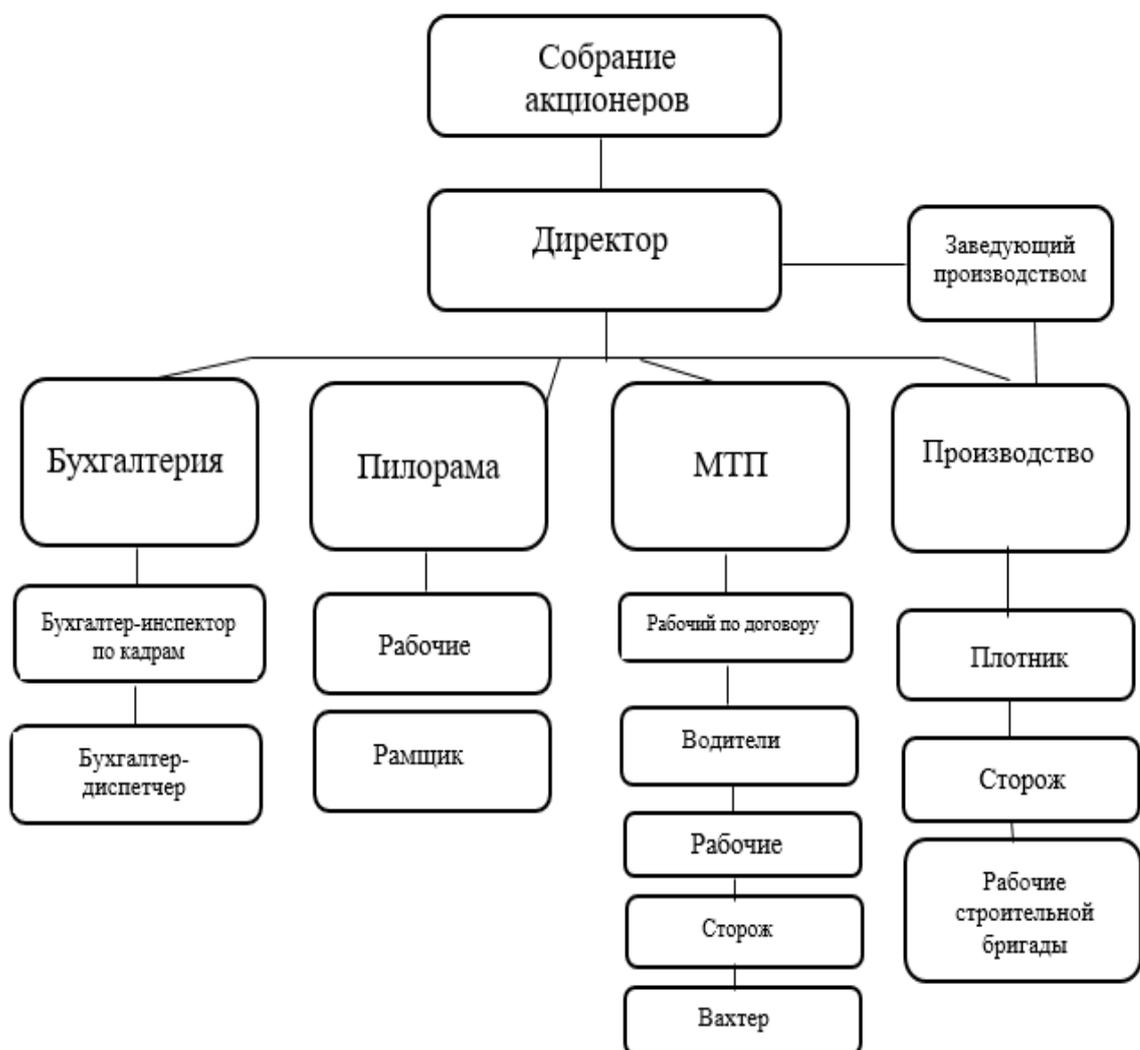 Собрание
акционеров
Директор
Заведующий
производством
Бухгалтерия
Пилорама
МТП
Производство
Бухгалтер-инспектор
по кадрам
Бухгалтер-
диспетчер
Рабочие
Рамщик
Рабочий по договору
Водители
Рабочие
Сторож
Вахтер
Плотник
Сторож
Рабочие
строительной
бригады